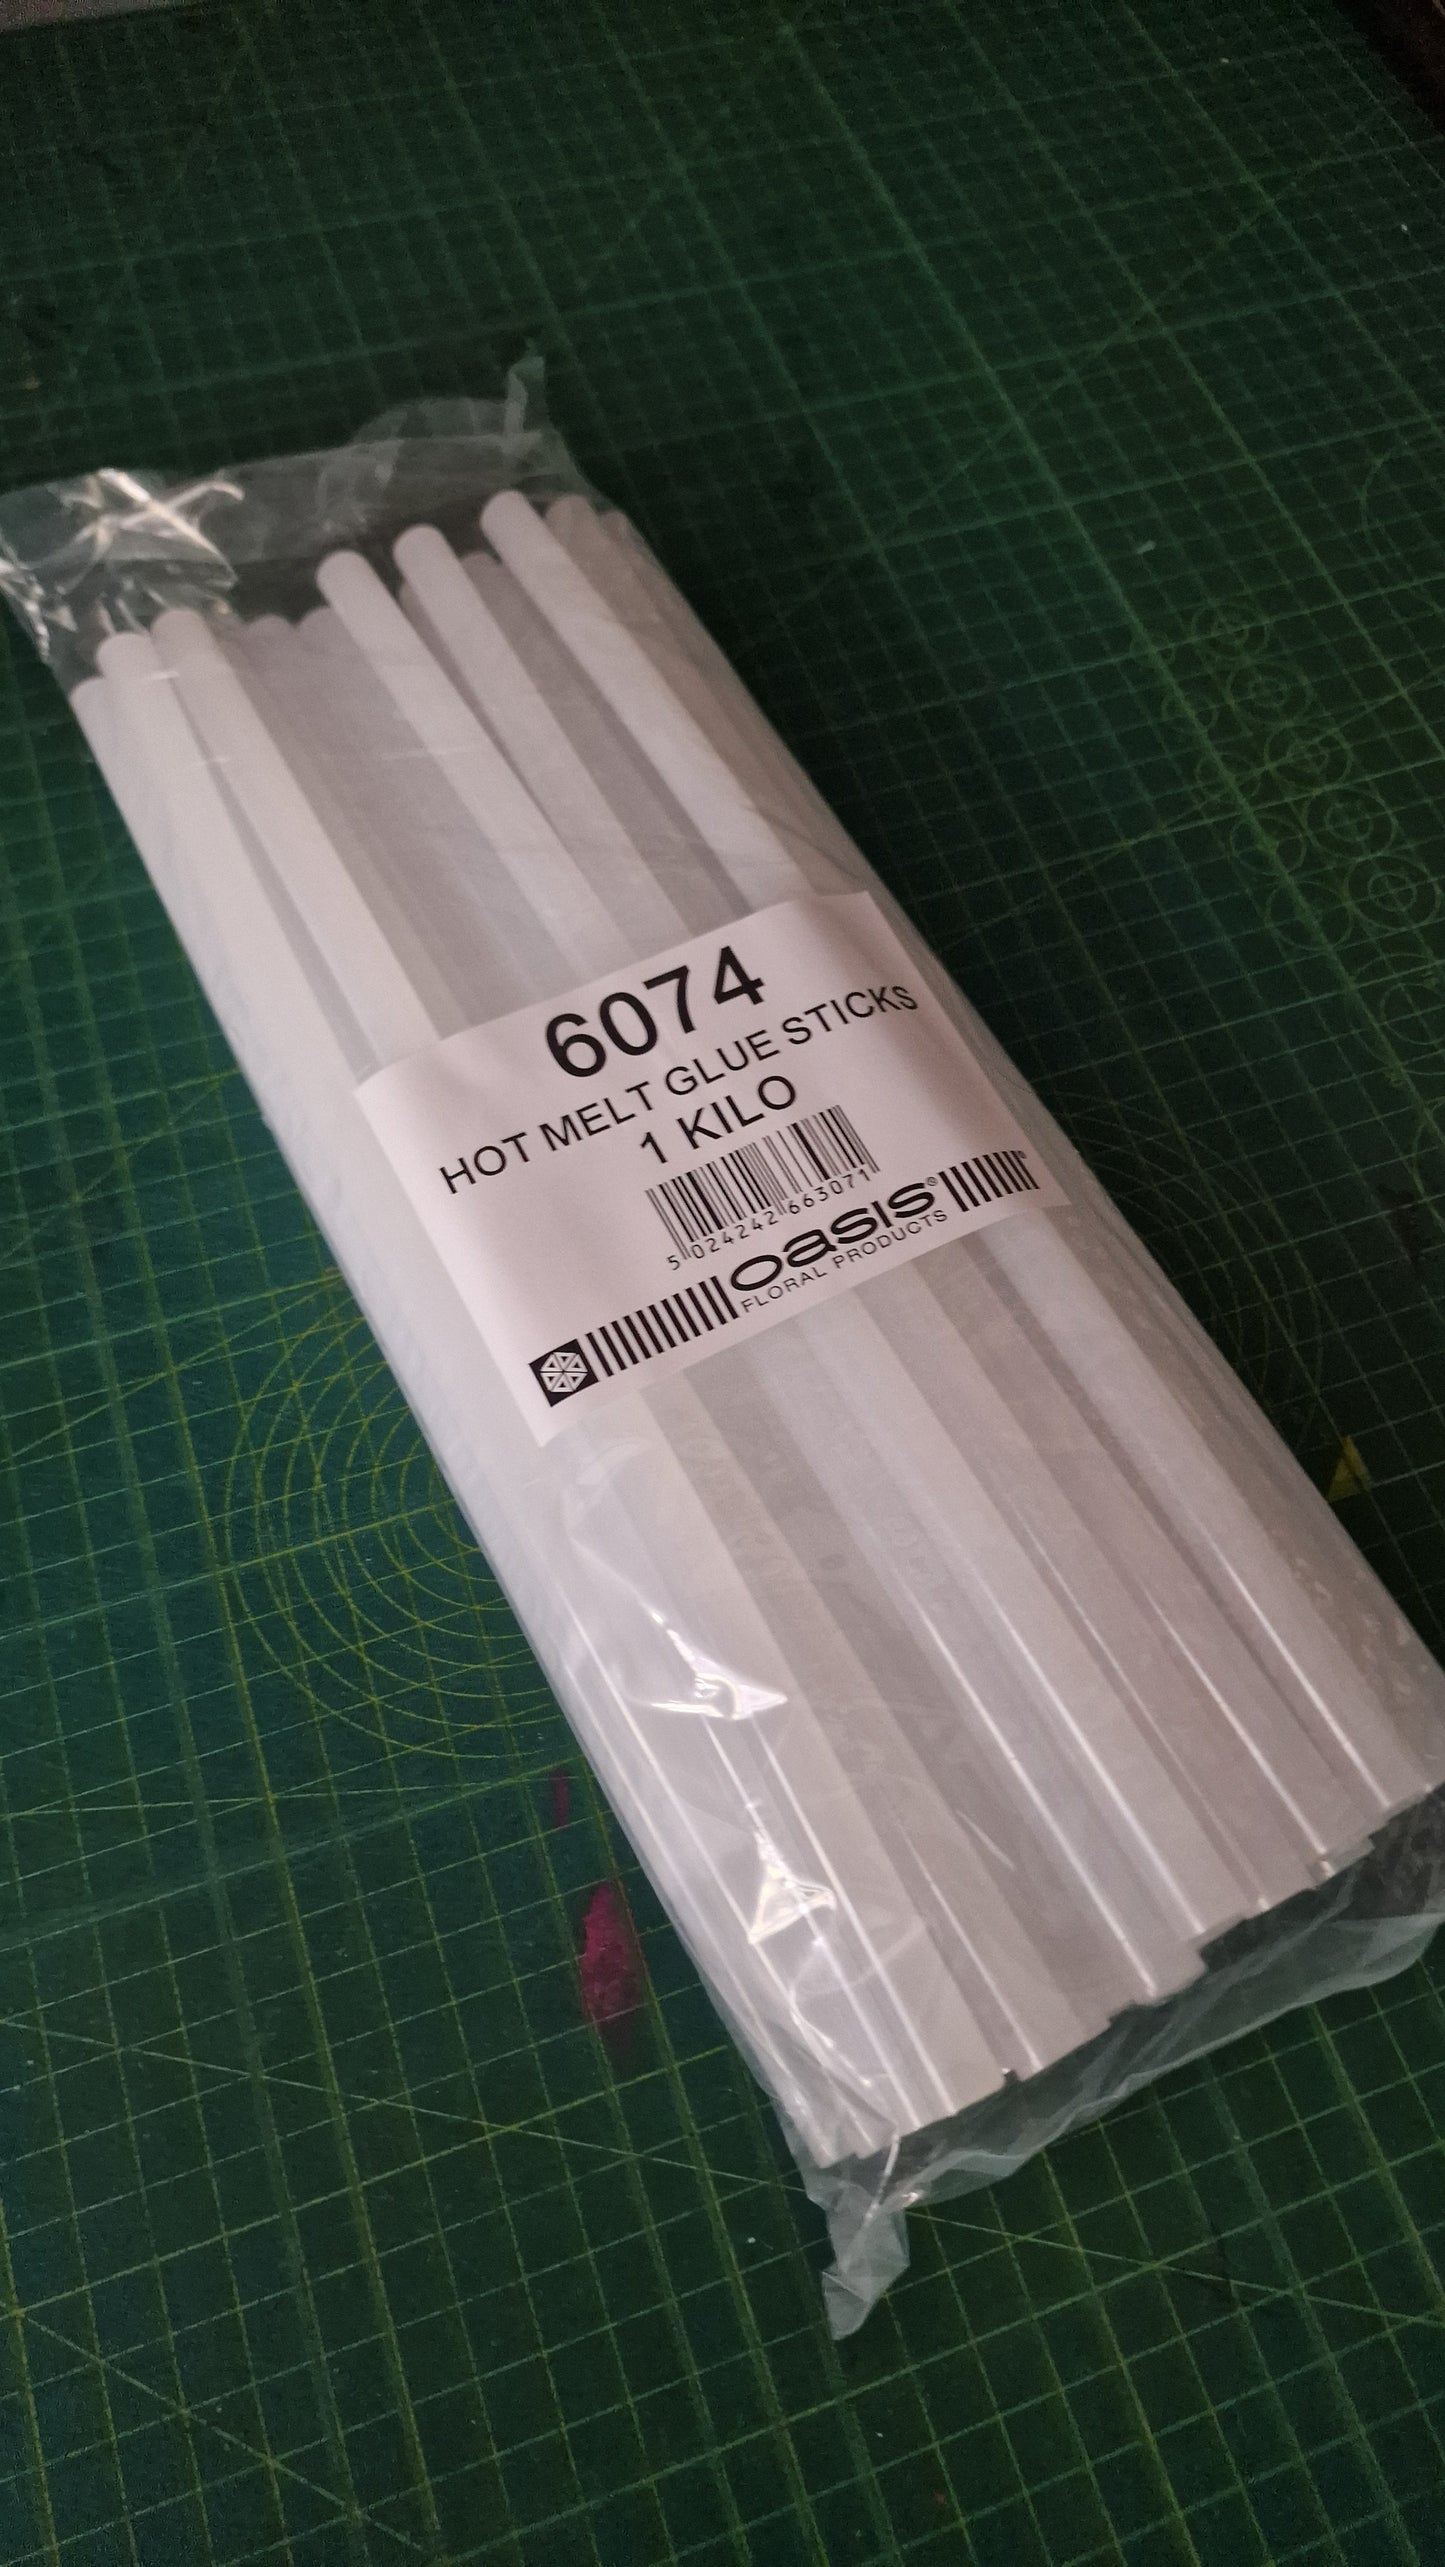 6074
HOT MELT GLUE STICKS
1 KILO
5 024242 663071
oasis®
FLORAL PRODUCTS